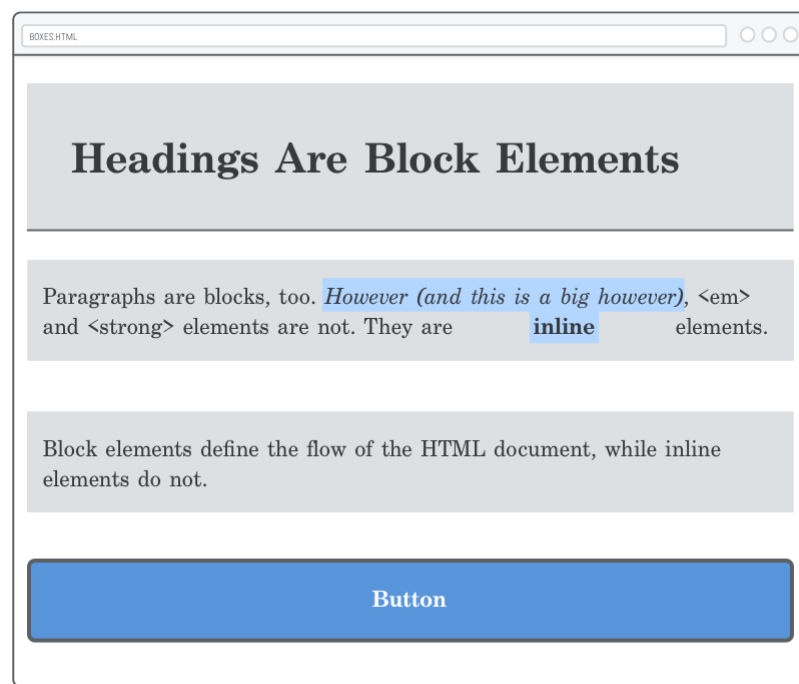 BOXES.HTML
Headings Are Block Elements
Paragraphs are blocks, too. However (and this is a big however), <em>
and <strong> elements are not. They are inline elements.
Block elements define the flow of the HTML document, while inline
elements do not.
Button